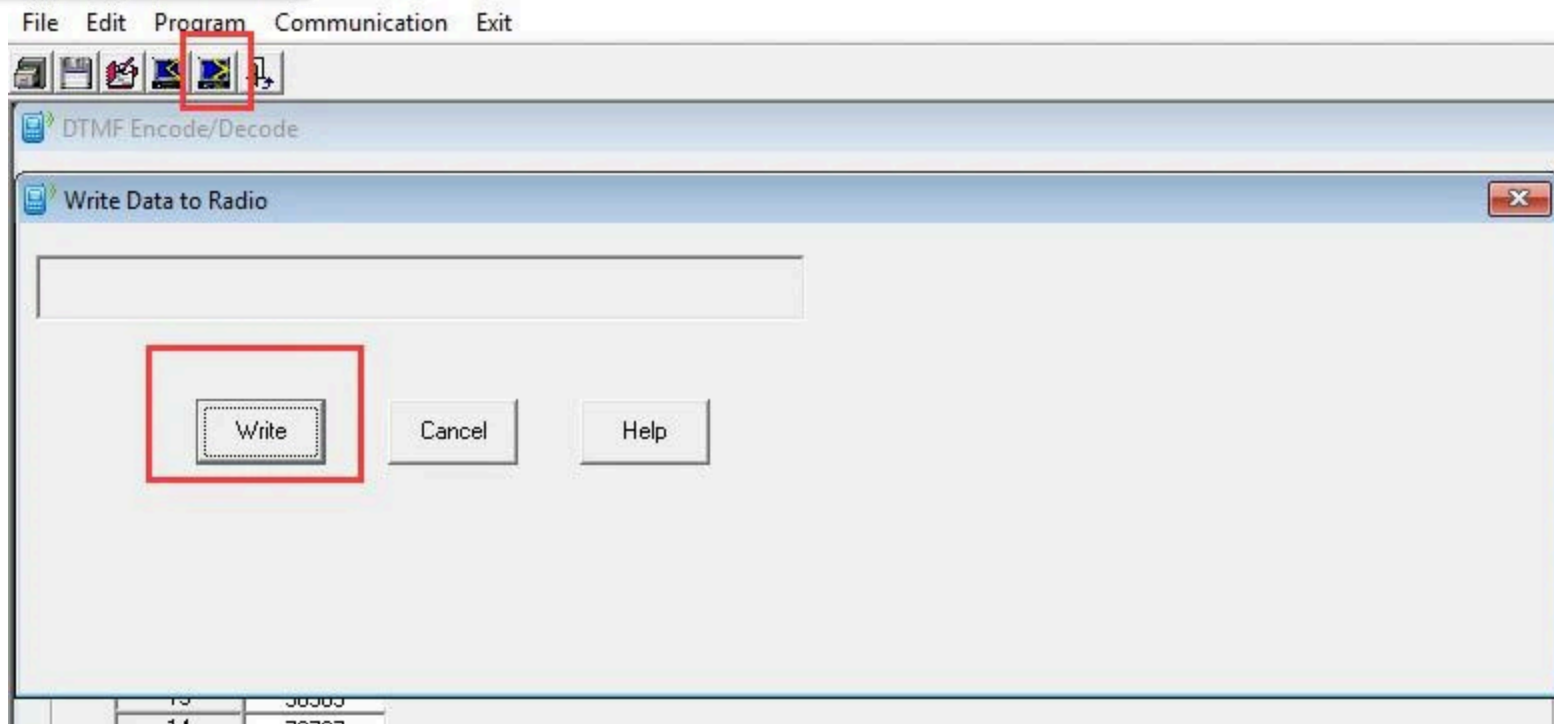 File Edit Program Communication Exit
DTMF Encode/Decode
Write Data to Radio
Write Cancel Help